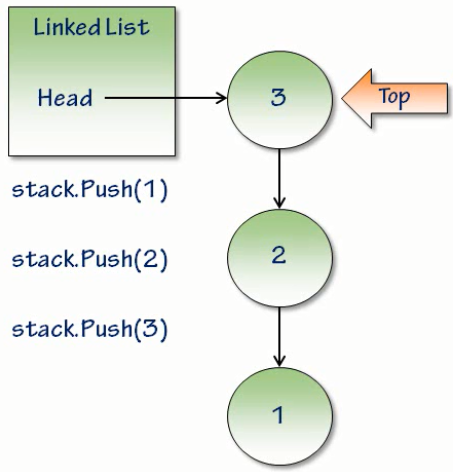 Linked List
Head
3
Top
stack.Push(1)
2
stack.Push(2)
stack.Push(3)
1